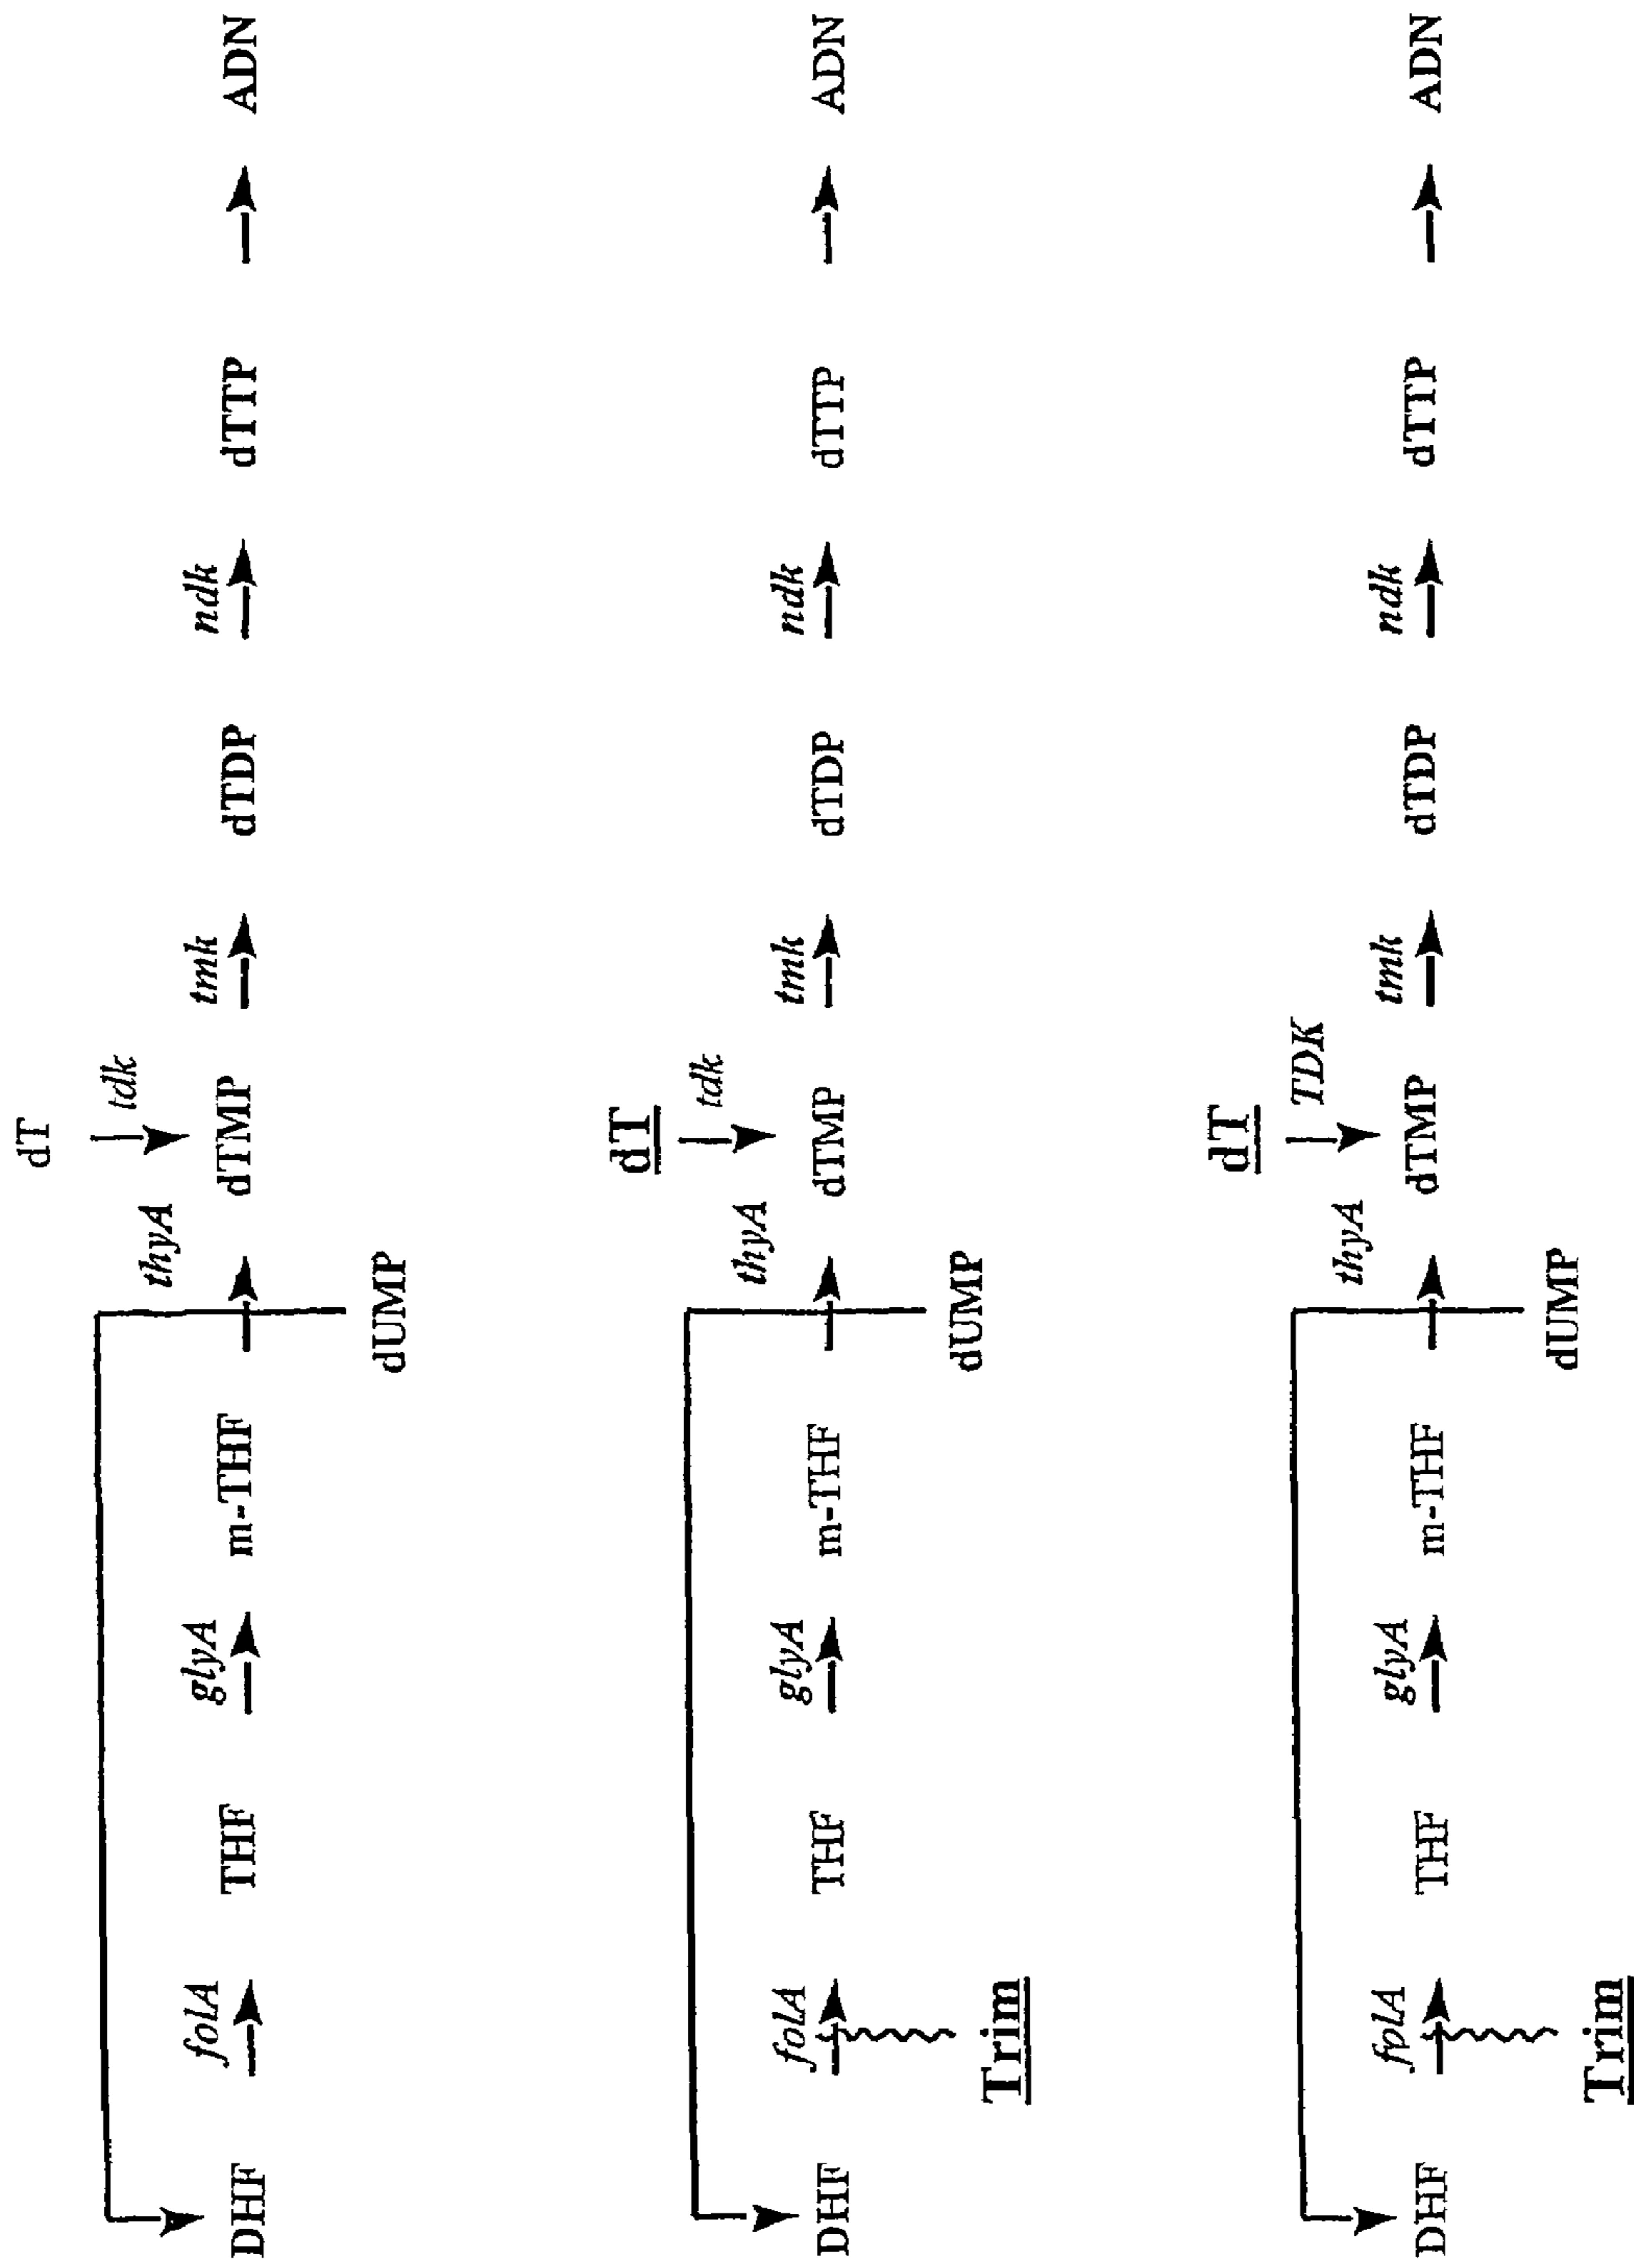 dT
tdk
folA glyA thyA tmk ndk
DHF THF m-THF dTMP dTDP dTTP ADN
dUMP
dT
tdk
folA glyA thyA tmk ndk
DHF THF m-THF dTMP dTDP dTTP ADN
dUMP
Trim
dT
TDK
folA glyA thyA tmk ndk
DHF THF m-THF dTMP dTDP dTTP ADN
dUMP
Trim